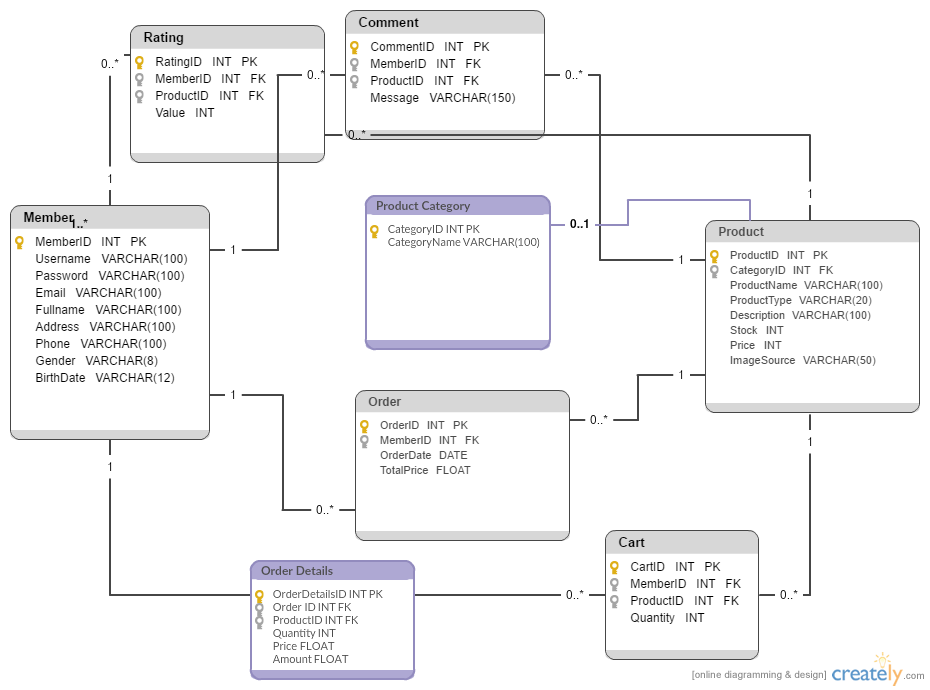 Rating
RatingID INT PK
MemberID INT FK
ProductID INT FK
Value INT
Comment
CommentID INT PK
MemberID INT FK
ProductID INT FK
Message VARCHAR(150)
0..*
0..*
0..*
0..*
1
1
Member
1..*
MemberID INT PK
Username VARCHAR(100)
Password VARCHAR(100)
Email VARCHAR(100)
Fullname VARCHAR(100)
Address VARCHAR(100)
Phone VARCHAR(100)
Gender VARCHAR(8)
BirthDate VARCHAR(12)
1
Product Category
CategoryID INT PK
CategoryName VARCHAR(100)
0..1
1
Product
ProductID INT PK
CategoryID INT FK
ProductName VARCHAR(100)
ProductType VARCHAR(20)
Description VARCHAR(100)
Stock INT
Price INT
ImageSource VARCHAR(50)
1
1
Order
OrderID INT PK
MemberID INT FK
OrderDate DATE
TotalPrice FLOAT
0..*
0..*
1
1
Order Details
OrderDetailsID INT PK
Order ID INT FK
ProductID INT FK
Quantity INT
Price FLOAT
Amount FLOAT
0..*
Cart
CartID INT PK
MemberID INT FK
ProductID INT FK
Quantity INT
0..*
[online diagramming & design] creately.com